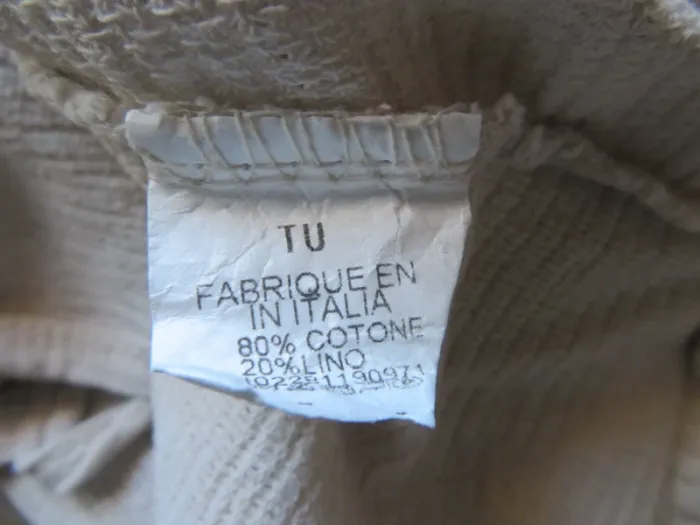 TU
FABRIQUE EN
IN ITALIA
80% COTONE
20% LINO